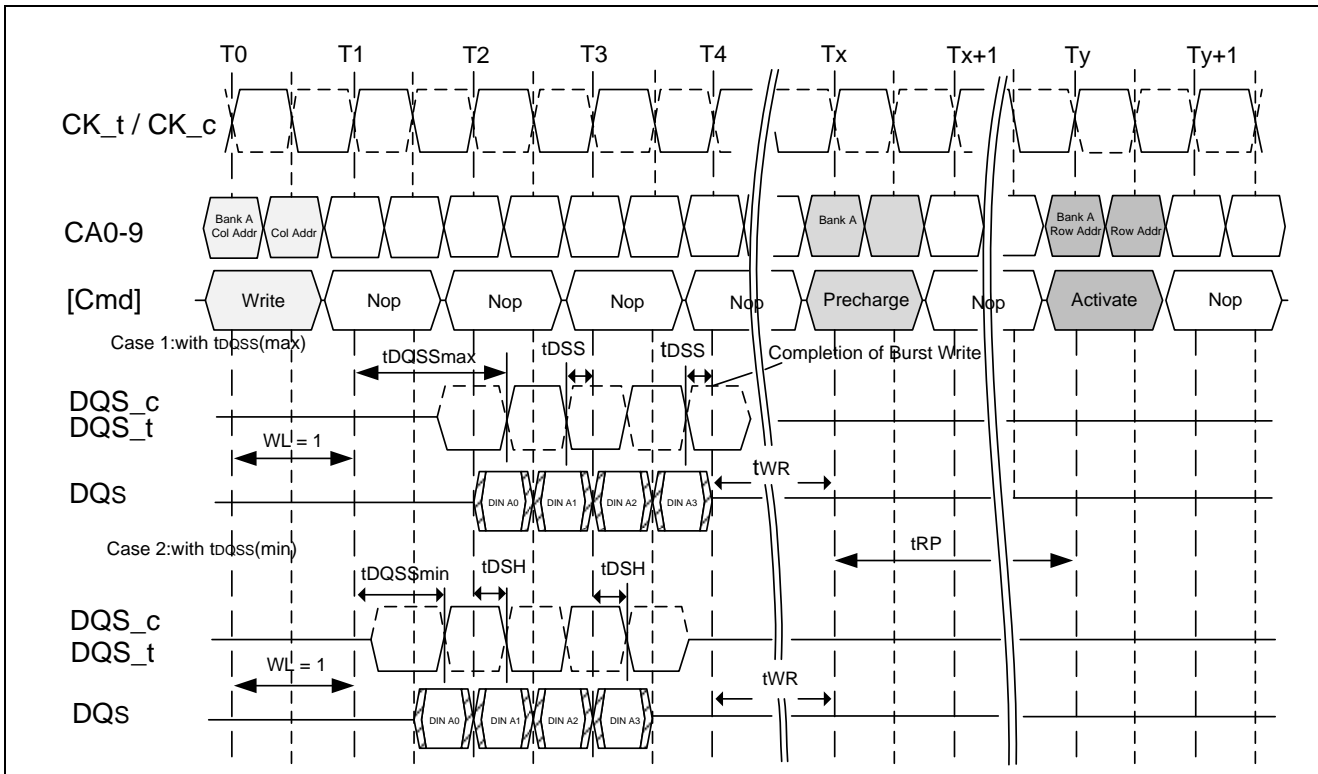 T0 T1 T2 T3 T4 Tx Tx+1 Ty Ty+1
CK_t / CK_c
CA0-9
Bank A
Col Addr
Col Addr
Bank A
Bank A
Row Addr
Row Addr
[Cmd]
Write Nop Nop Nop Nop Precharge Nop Activate Nop
Case 1:with tDQSS(max)
tDQSSmax tDSS tDSS Completion of Burst Write
DQS_c
DQS_t
WL = 1
tWR
DQs
DIN A0 DIN A1 DIN A2 DIN A3
Case 2:with tDQSS(min)
tRP
tDQSSmin tDSH tDSH
DQS_c
DQS_t
WL = 1
tWR
DQs
DIN A0 DIN A1 DIN A2 DIN A3